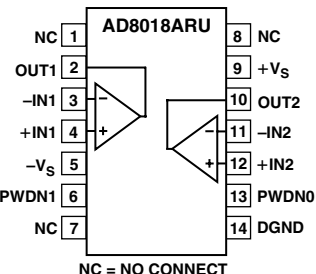 AD8018ARU
NC 1
8 NC
OUT1 2
9 +VS
–IN1 3
10 OUT2
+IN1 4
11 –IN2
–VS 5
12 +IN2
PWDN1 6
13 PWDN0
NC 7
14 DGND
– +
– +
NC = NO CONNECT